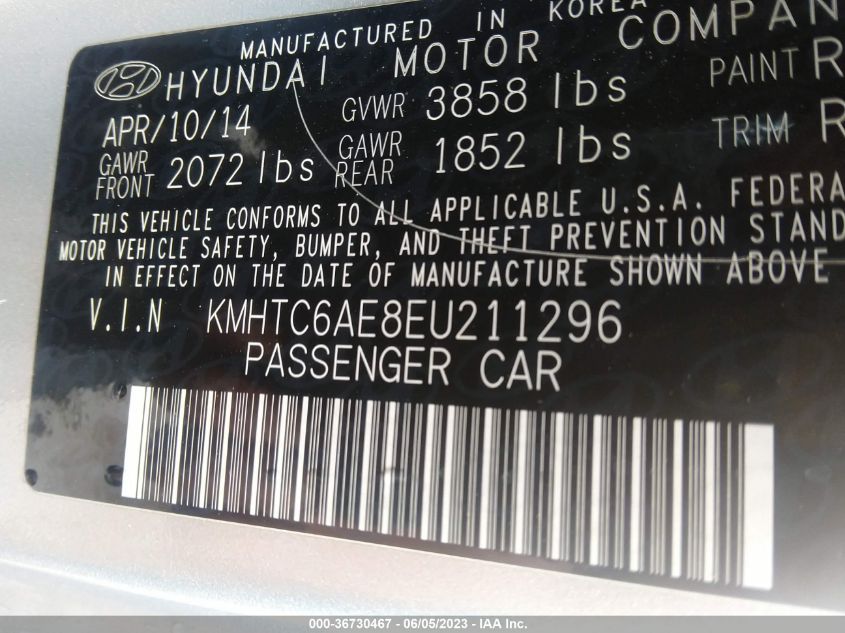 MANUFACTURED IN KOREA
HYUNDAI MOTOR COMPAN
APR/10/14 GVWR 3858 lbs PAINT R
GAWR FRONT 2072 lbs GAWR REAR 1852 lbs TRIM R
THIS VEHICLE CONFORMS TO ALL APPLICABLE U.S.A. FEDERA
MOTOR VEHICLE SAFETY, BUMPER, AND THEFT PREVENTION STAND
IN EFFECT ON THE DATE OF MANUFACTURE SHOWN ABOVE
V.I.N KMHTC6AE8EU211296
PASSENGER CAR
000-36730467 - 06/05/2023 - IAA Inc.